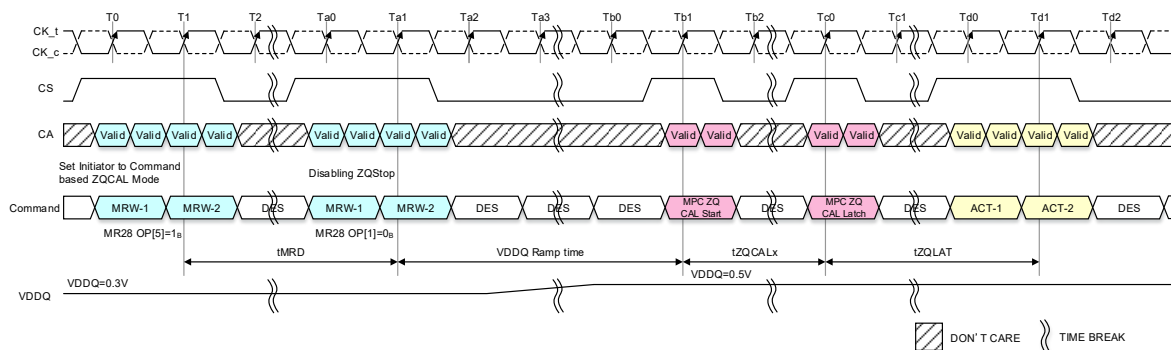 T0 T1 T2 Ta0 Ta1 Ta2 Ta3 Tb0 Tb1 Tb2 Tc0 Tc1 Td0 Td1 Td2
CK_t
CK_c
CS
CA Valid Valid Valid Valid Valid Valid Valid Valid Valid Valid Valid Valid Valid Valid Valid Valid
Set Initiator to Command
based ZQCAL Mode
Disabling ZQStop
Command MRW-1 MRW-2 DES MRW-1 MRW-2 DES DES DES MPC ZQ CAL Start DES MPC ZQ CAL Latch DES ACT-1 ACT-2 DES
MR28 OP[5]=1B MR28 OP[1]=0B
tMRD VDDQ Ramp time tZQCALx tZQLAT
VDDQ=0.3V VDDQ=0.5V
VDDQ
DON'T CARE TIME BREAK